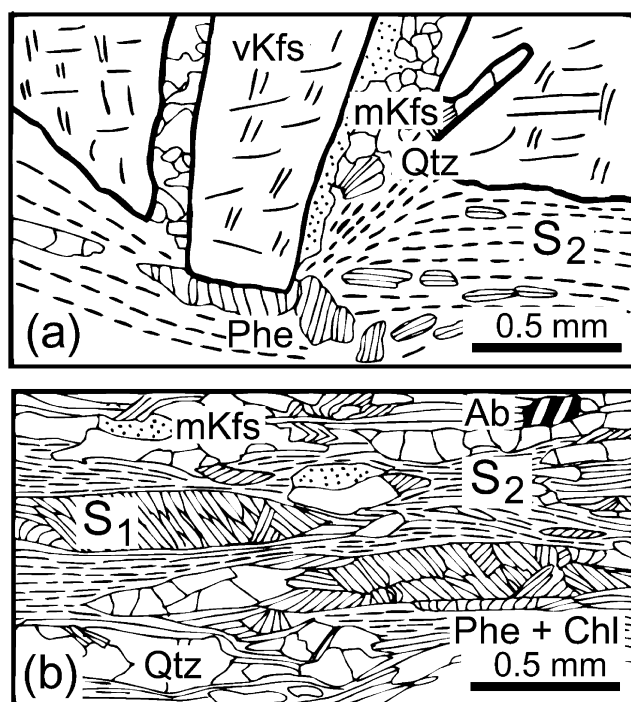 vKfs
mKfs
Qtz
S2
Phe
(a)
0.5 mm
mKfs
Ab
S2
S1
Phe + Chl
Qtz
(b)
0.5 mm